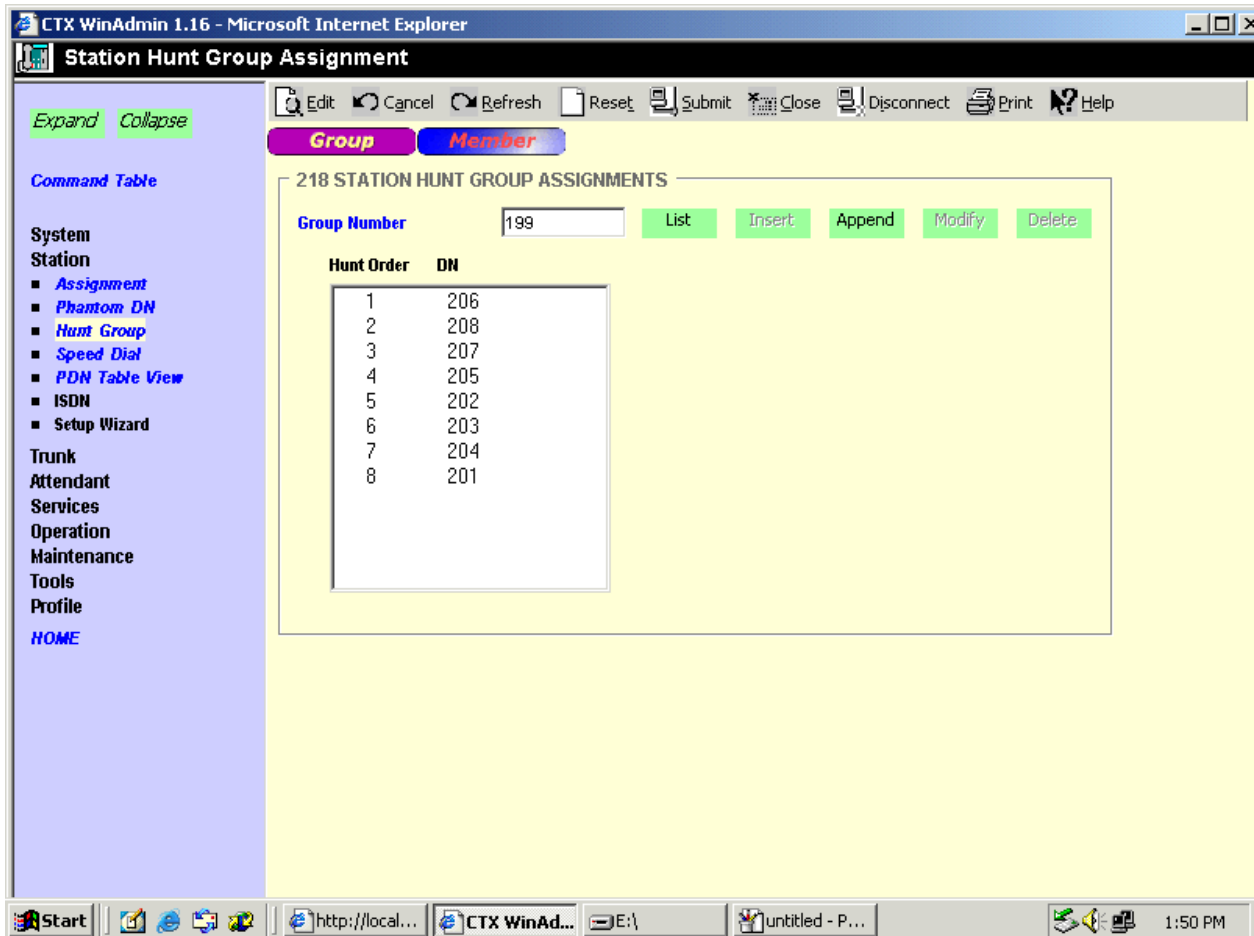 CTX WinAdmin 1.16 - Microsoft Internet Explorer
Station Hunt Group Assignment
Expand Collapse
Command Table
System
Station
Assignment
Phantom DN
Hunt Group
Speed Dial
PDN Table View
ISDN
Setup Wizard
Trunk
Attendant
Services
Operation
Maintenance
Tools
Profile
HOME
Edit Cancel Refresh Reset Submit Close Disconnect Print Help
Group Member
218 STATION HUNT GROUP ASSIGNMENTS
Group Number 199 List Insert Append Modify Delete
Hunt Order DN
1 206
2 208
3 207
4 205
5 202
6 203
7 204
8 201
Start http://local... CTX WinAd... E:\ untitled - P... 1:50 PM